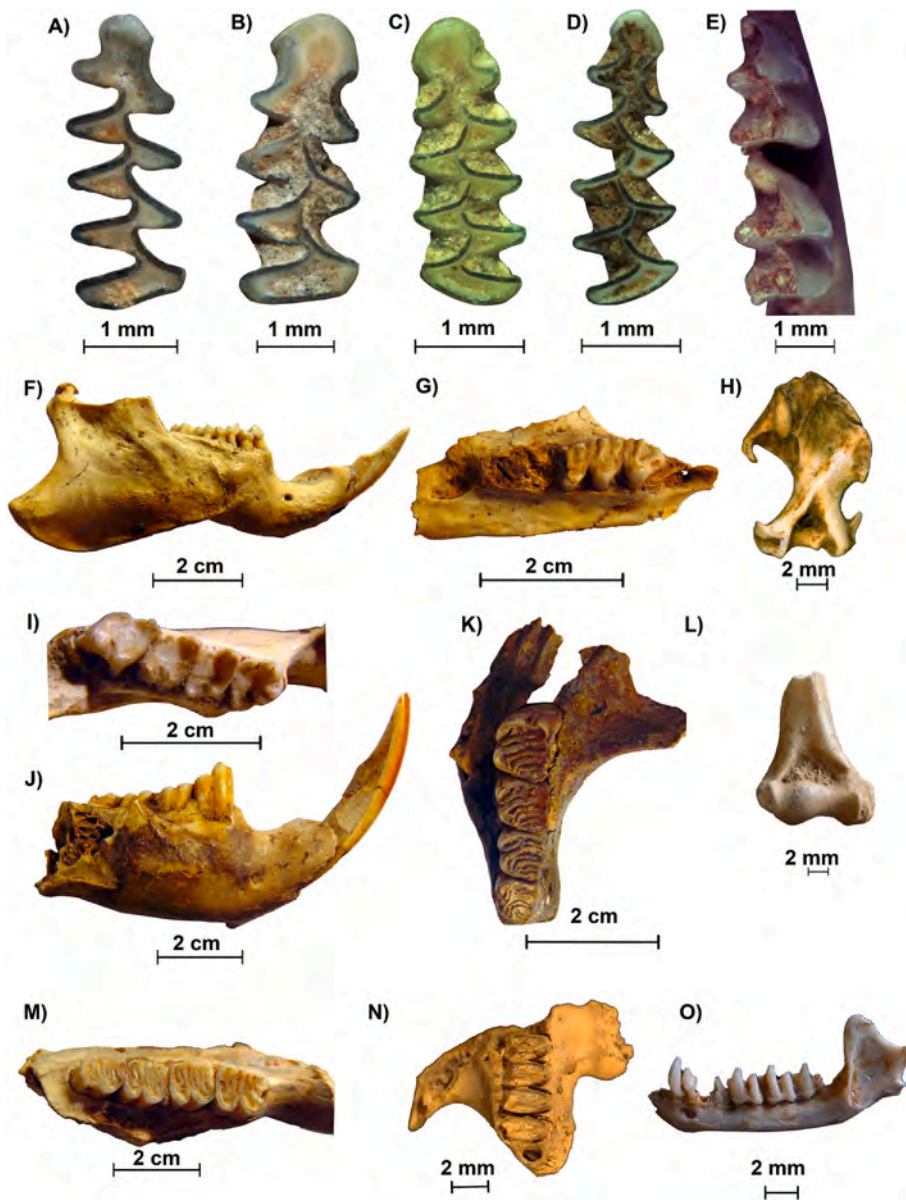 A) B) C) D) E)
1 mm 1 mm 1 mm 1 mm 1 mm
F) G) H)
2 cm 2 cm 2 mm
I) K) L)
2 cm
J)
2 cm 2 cm 2 mm
M) N) O)
2 cm 2 mm 2 mm